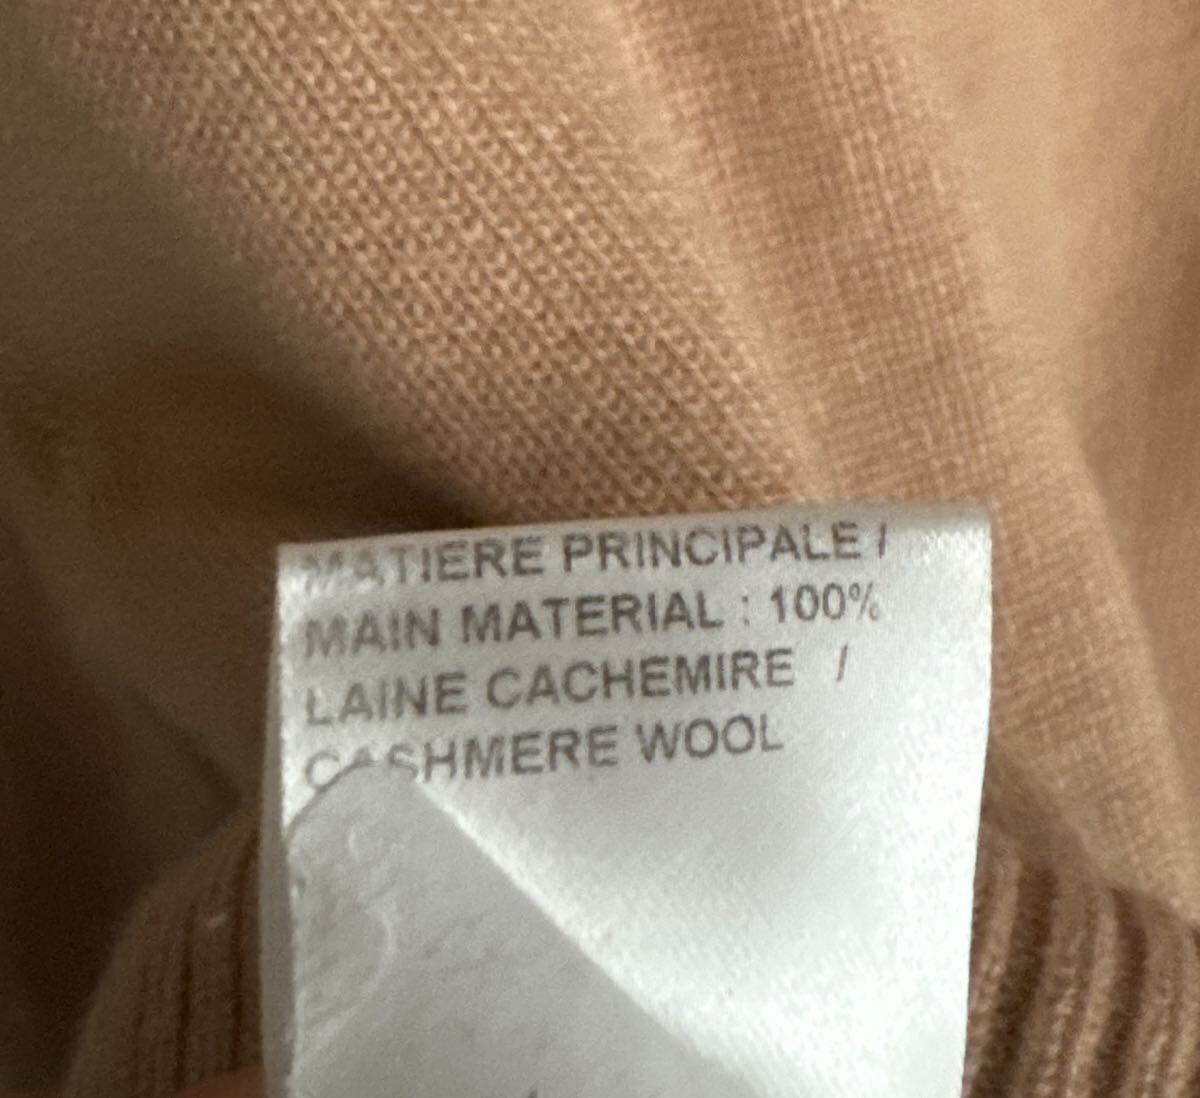 MATIERE PRINCIPALE /
MAIN MATERIAL : 100%
LAINE CACHEMIRE /
CASHMERE WOOL